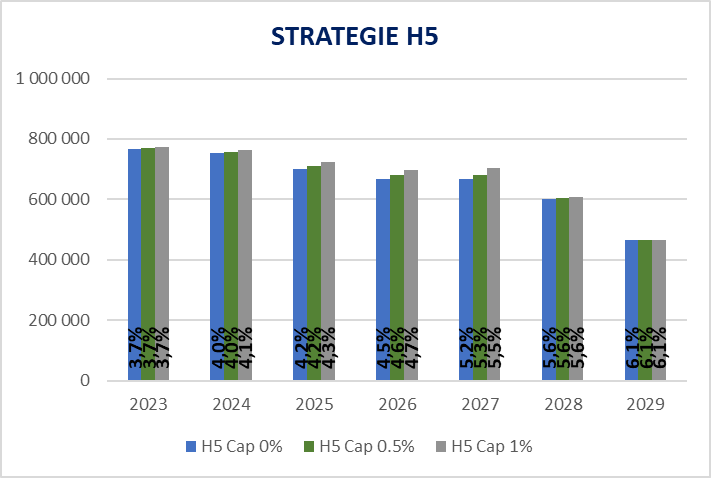 STRATEGIE H5
1 000 000
800 000
600 000
400 000
200 000
0
3,7% 3,7% 3,7%
4,0% 4,0% 4,1%
4,2% 4,2% 4,3%
4,5% 4,6% 4,7%
5,2% 5,3% 5,5%
5,6% 5,6% 5,6%
6,1% 6,1% 6,1%
2023 2024 2025 2026 2027 2028 2029
H5 Cap 0% H5 Cap 0.5% H5 Cap 1%